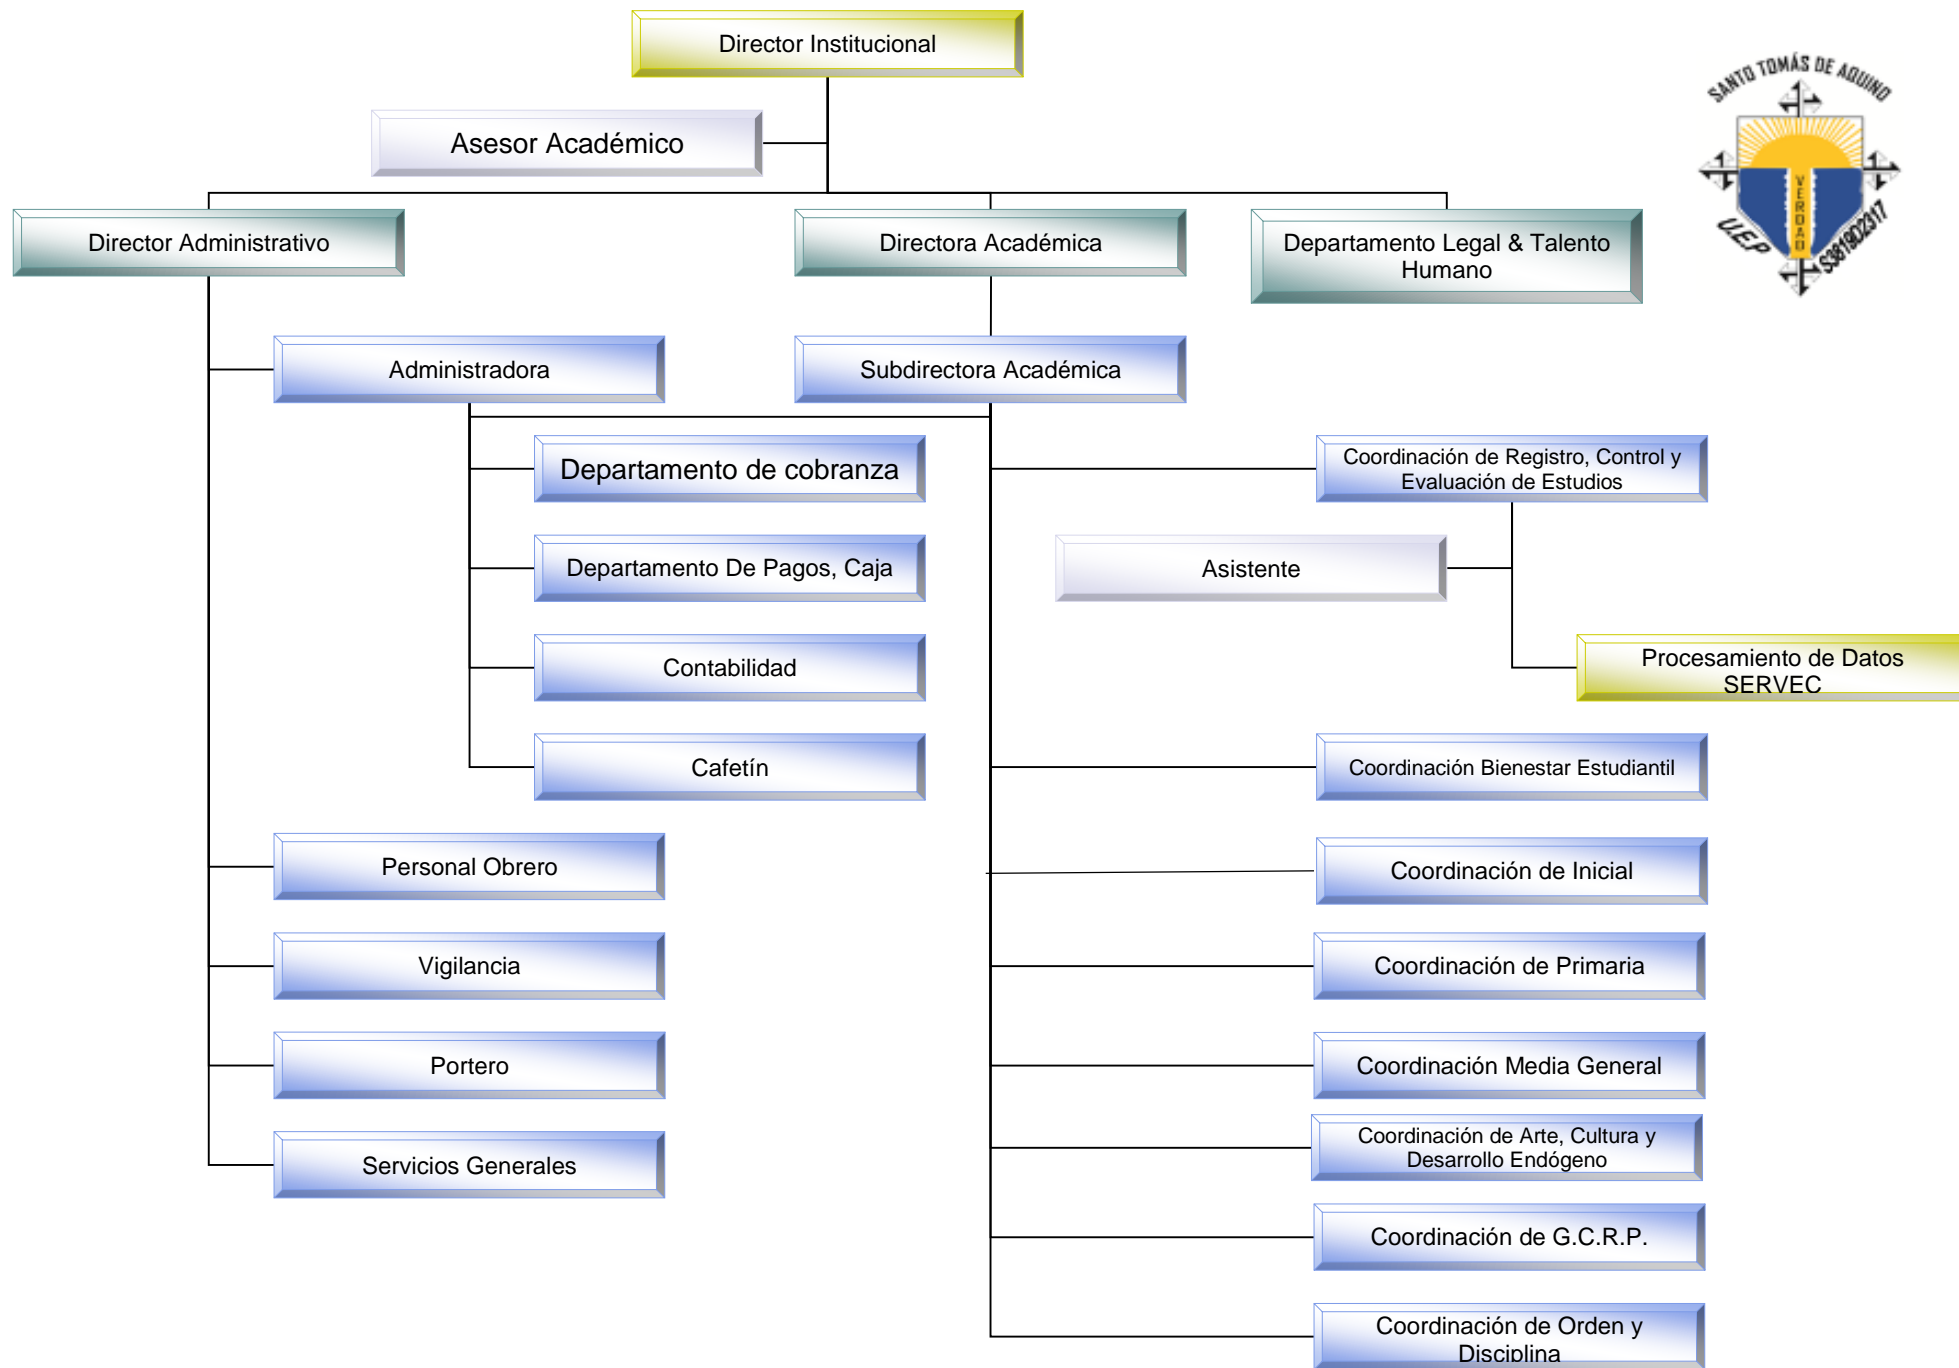 Director Institucional
SANTO TOMÁS DE AQUINO
Asesor Académico
VERDAD
U.E.P
S3819D2317
Director Administrativo
Directora Académica
Departamento Legal & Talento
Humano
Administradora
Subdirectora Académica
Departamento de cobranza
Coordinación de Registro, Control y
Evaluación de Estudios
Departamento De Pagos, Caja
Asistente
Contabilidad
Procesamiento de Datos
SERVEC
Cafetín
Coordinación Bienestar Estudiantil
Personal Obrero
Coordinación de Inicial
Vigilancia
Coordinación de Primaria
Portero
Coordinación Media General
Coordinación de Arte, Cultura y
Desarrollo Endógeno
Servicios Generales
Coordinación de G.C.R.P.
Coordinación de Orden y
Disciplina